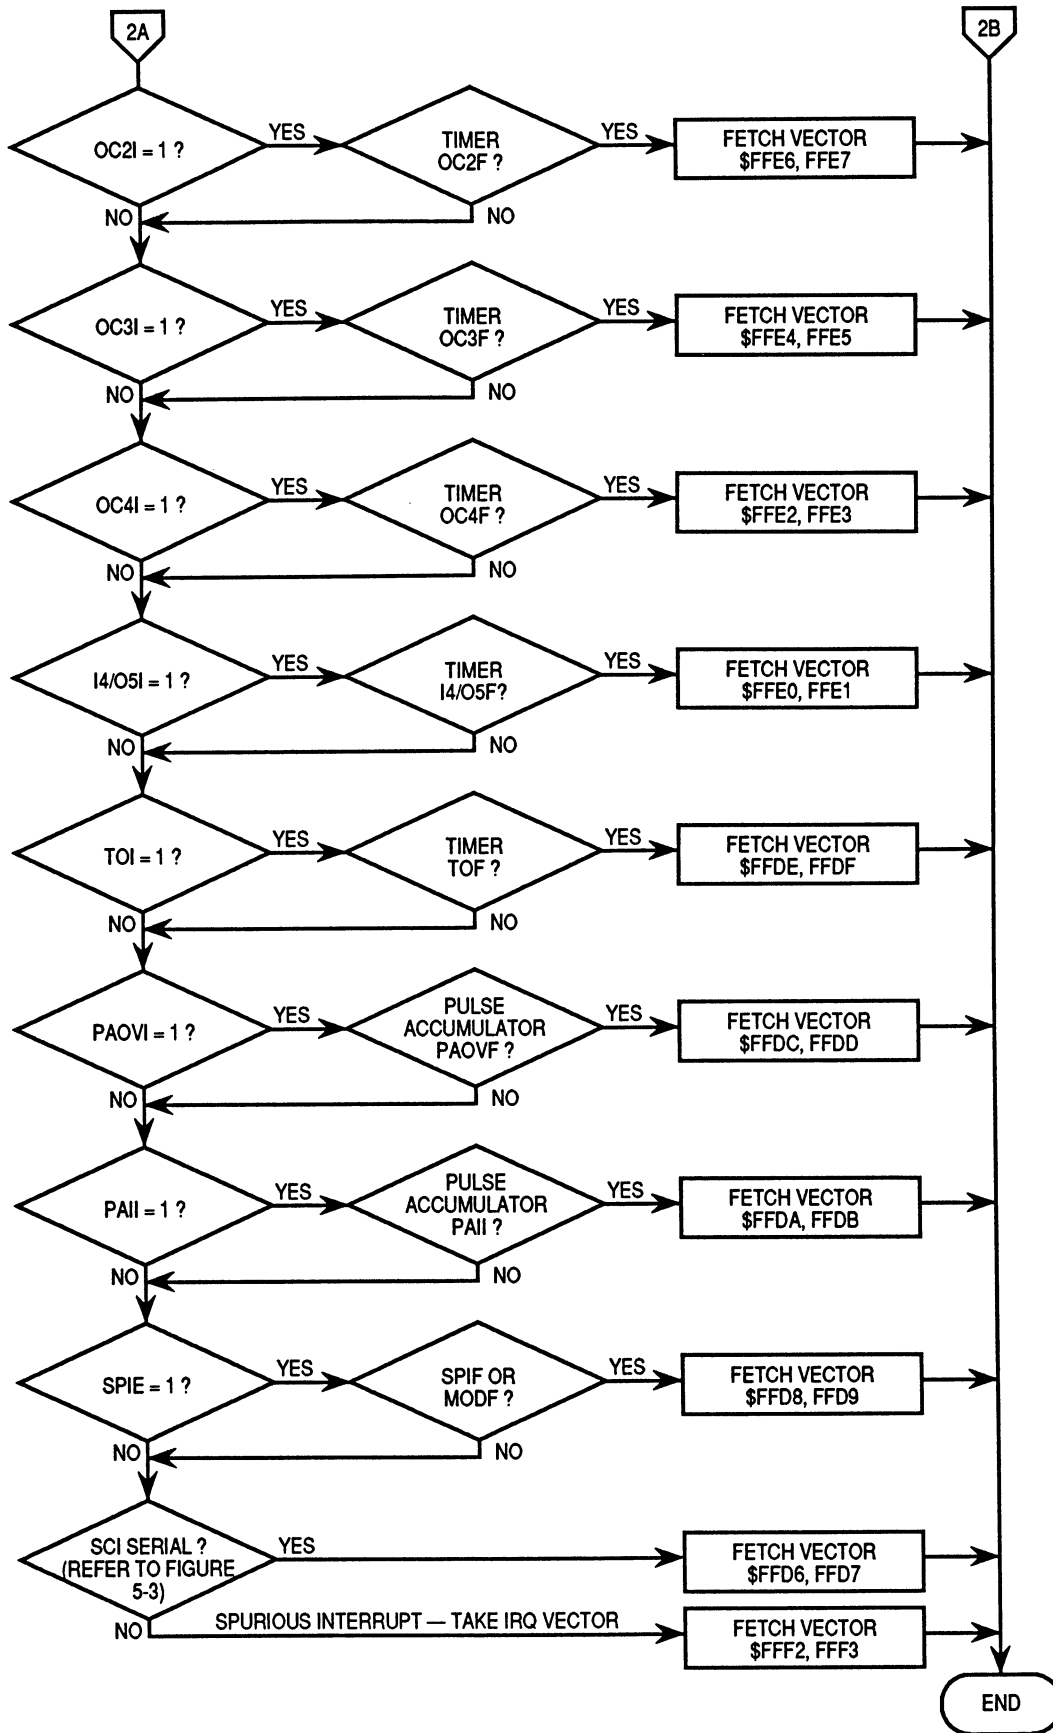 2A
2B
OC2I = 1 ?
YES
TIMER
OC2F ?
YES
FETCH VECTOR
$FFE6, FFE7
NO
NO
OC3I = 1 ?
YES
TIMER
OC3F ?
YES
FETCH VECTOR
$FFE4, FFE5
NO
NO
OC4I = 1 ?
YES
TIMER
OC4F ?
YES
FETCH VECTOR
$FFE2, FFE3
NO
NO
I4/O5I = 1 ?
YES
TIMER
I4/O5F?
YES
FETCH VECTOR
$FFE0, FFE1
NO
NO
TOI = 1 ?
YES
TIMER
TOF ?
YES
FETCH VECTOR
$FFDE, FFDF
NO
NO
PAOVI = 1 ?
YES
PULSE
ACCUMULATOR
PAOVF ?
YES
FETCH VECTOR
$FFDC, FFDD
NO
NO
PAII = 1 ?
YES
PULSE
ACCUMULATOR
PAII ?
YES
FETCH VECTOR
$FFDA, FFDB
NO
NO
SPIE = 1 ?
YES
SPIF OR
MODF ?
YES
FETCH VECTOR
$FFD8, FFD9
NO
NO
SCI SERIAL ?
(REFER TO FIGURE
5-3)
YES
FETCH VECTOR
$FFD6, FFD7
NO
SPURIOUS INTERRUPT — TAKE IRQ VECTOR
FETCH VECTOR
$FFF2, FFF3
END